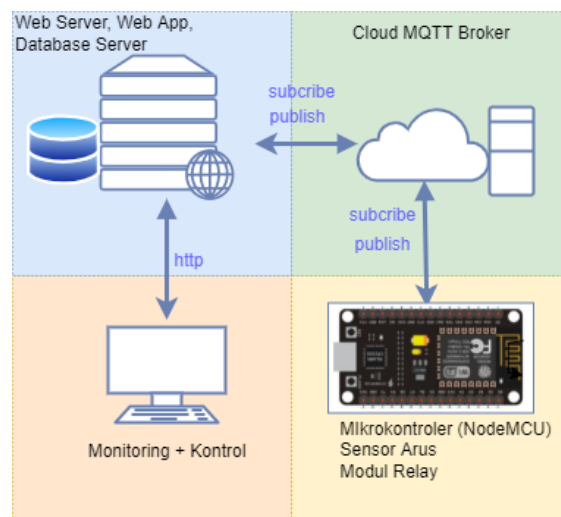 Web Server, Web App,
Database Server
Cloud MQTT Broker
subcribe
publish
subcribe
publish
http
Monitoring + Kontrol
MIkrokontroler (NodeMCU)
Sensor Arus
Modul Relay